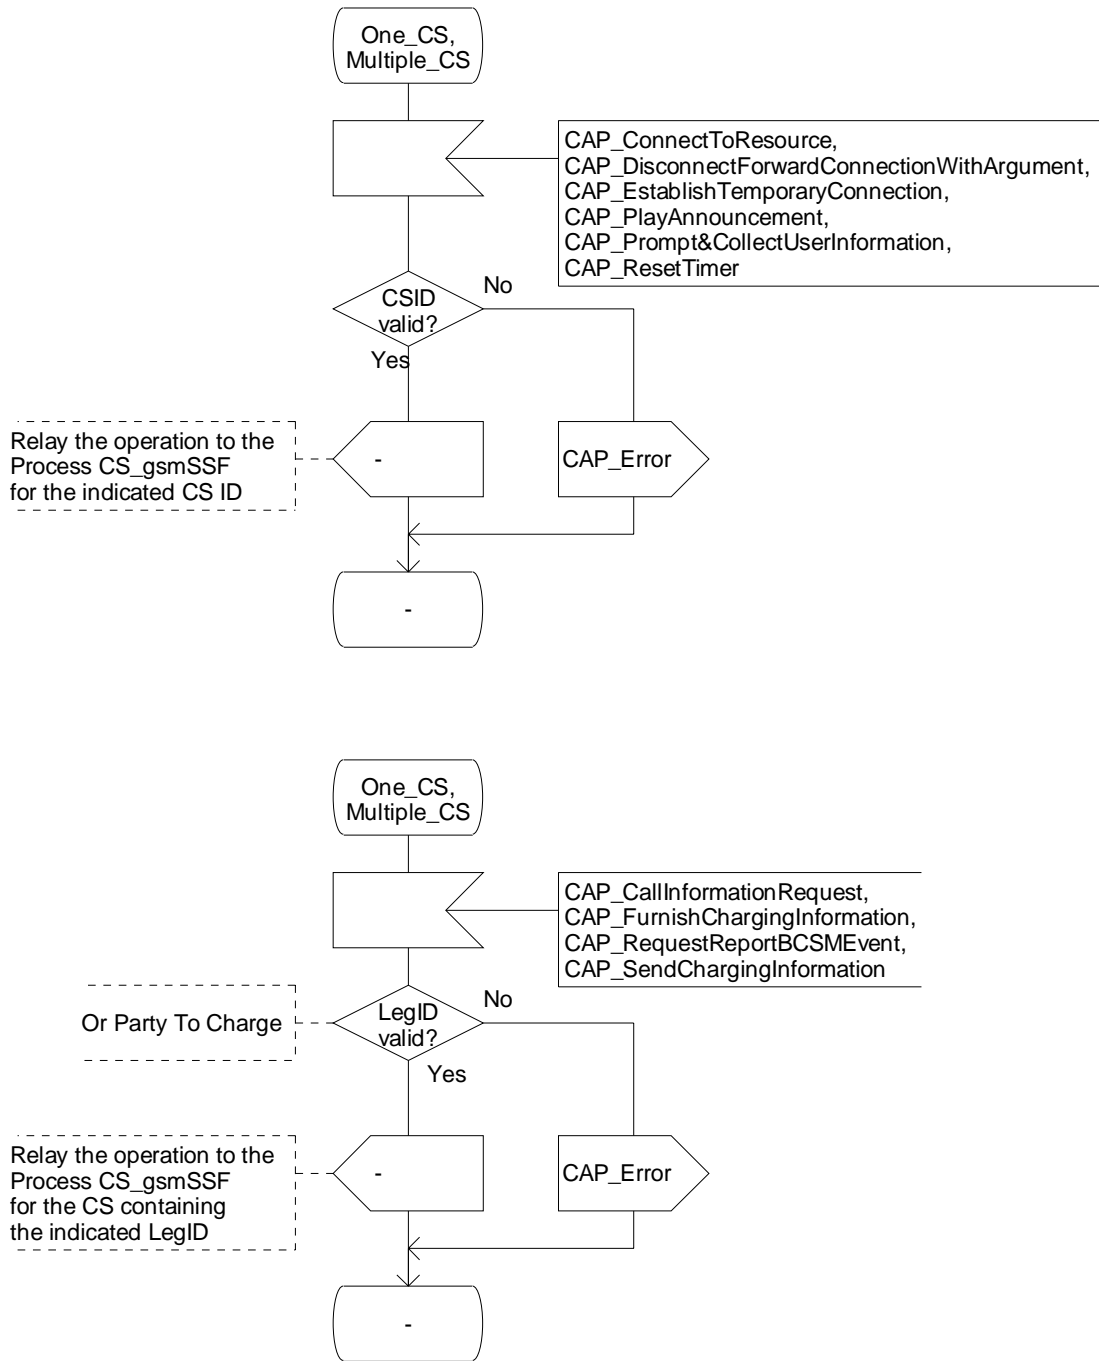 One_CS,
Multiple_CS
CAP_ConnectToResource,
CAP_DisconnectForwardConnectionWithArgument,
CAP_EstablishTemporaryConnection,
CAP_PlayAnnouncement,
CAP_Prompt&CollectUserInformation,
CAP_ResetTimer
CSID
valid?
No
Yes
Relay the operation to the
Process CS_gsmSSF
for the indicated CS ID
-
CAP_Error
-
One_CS,
Multiple_CS
CAP_CallInformationRequest,
CAP_FurnishChargingInformation,
CAP_RequestReportBCSMEvent,
CAP_SendChargingInformation
Or Party To Charge
LegID
valid?
No
Yes
Relay the operation to the
Process CS_gsmSSF
for the CS containing
the indicated LegID
-
CAP_Error
-